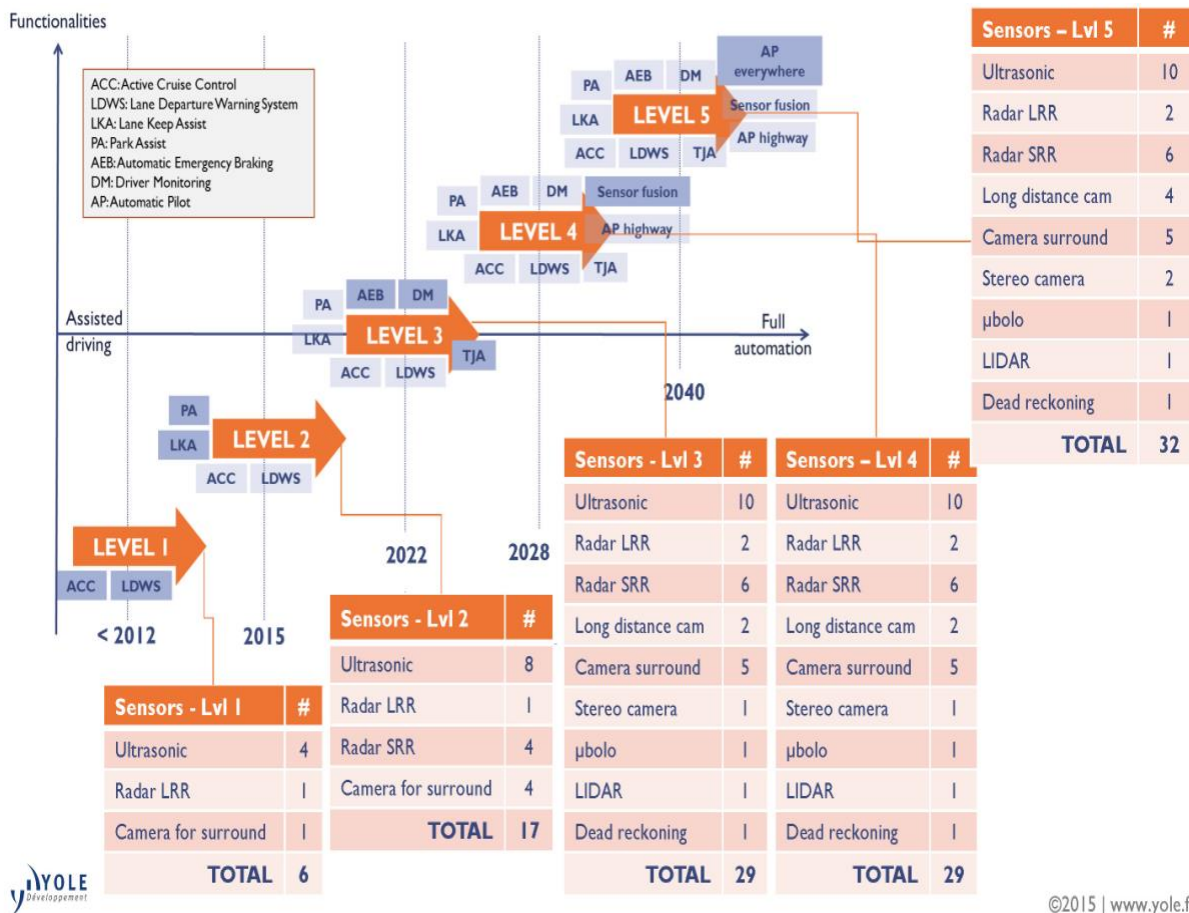 Functionalities
ACC: Active Cruise Control
LDWS: Lane Departure Warning System
LKA: Lane Keep Assist
PA: Park Assist
AEB: Automatic Emergency Braking
DM: Driver Monitoring
AP: Automatic Pilot
Assisted driving
Full automation
LEVEL 1
ACC LDWS
< 2012
PA
LKA
LEVEL 2
ACC LDWS
2015
PA AEB DM
LKA
LEVEL 3
TJA
ACC LDWS
2022
PA AEB DM Sensor fusion
LKA
LEVEL 4
AP highway
ACC LDWS TJA
2028
PA AEB DM AP everywhere
LKA
LEVEL 5
Sensor fusion
AP highway
ACC LDWS TJA
2040
Sensors - Lvl 1 #
Ultrasonic 4
Radar LRR 1
Camera for surround 1
TOTAL 6
Sensors - Lvl 2 #
Ultrasonic 8
Radar LRR 1
Radar SRR 4
Camera for surround 4
TOTAL 17
Sensors - Lvl 3 #
Ultrasonic 10
Radar LRR 2
Radar SRR 6
Long distance cam 2
Camera surround 5
Stereo camera 1
µbolo 1
LIDAR 1
Dead reckoning 1
TOTAL 29
Sensors – Lvl 4 #
Ultrasonic 10
Radar LRR 2
Radar SRR 6
Long distance cam 2
Camera surround 5
Stereo camera 1
µbolo 1
LIDAR 1
Dead reckoning 1
TOTAL 29
Sensors – Lvl 5 #
Ultrasonic 10
Radar LRR 2
Radar SRR 6
Long distance cam 4
Camera surround 5
Stereo camera 2
µbolo 1
LIDAR 1
Dead reckoning 1
TOTAL 32
YOLE
Développement
©2015 | www.yole.f